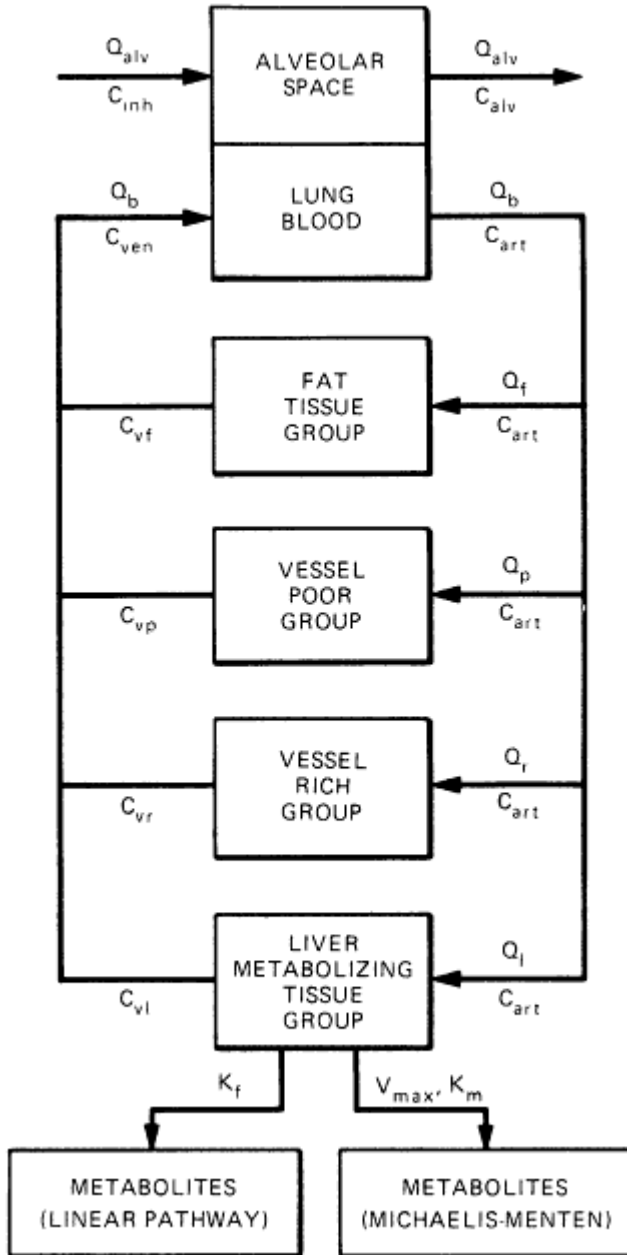 Q_alv
C_inh
ALVEOLAR
SPACE
Q_alv
C_alv
Q_b
C_ven
LUNG
BLOOD
Q_b
C_art
FAT
TISSUE
GROUP
C_vf
Q_f
C_art
VESSEL
POOR
GROUP
C_vp
Q_p
C_art
VESSEL
RICH
GROUP
C_vr
Q_r
C_art
LIVER
METABOLIZING
TISSUE
GROUP
C_vl
Q_l
C_art
K_f
V_max, K_m
METABOLITES
(LINEAR PATHWAY)
METABOLITES
(MICHAELIS-MENTEN)